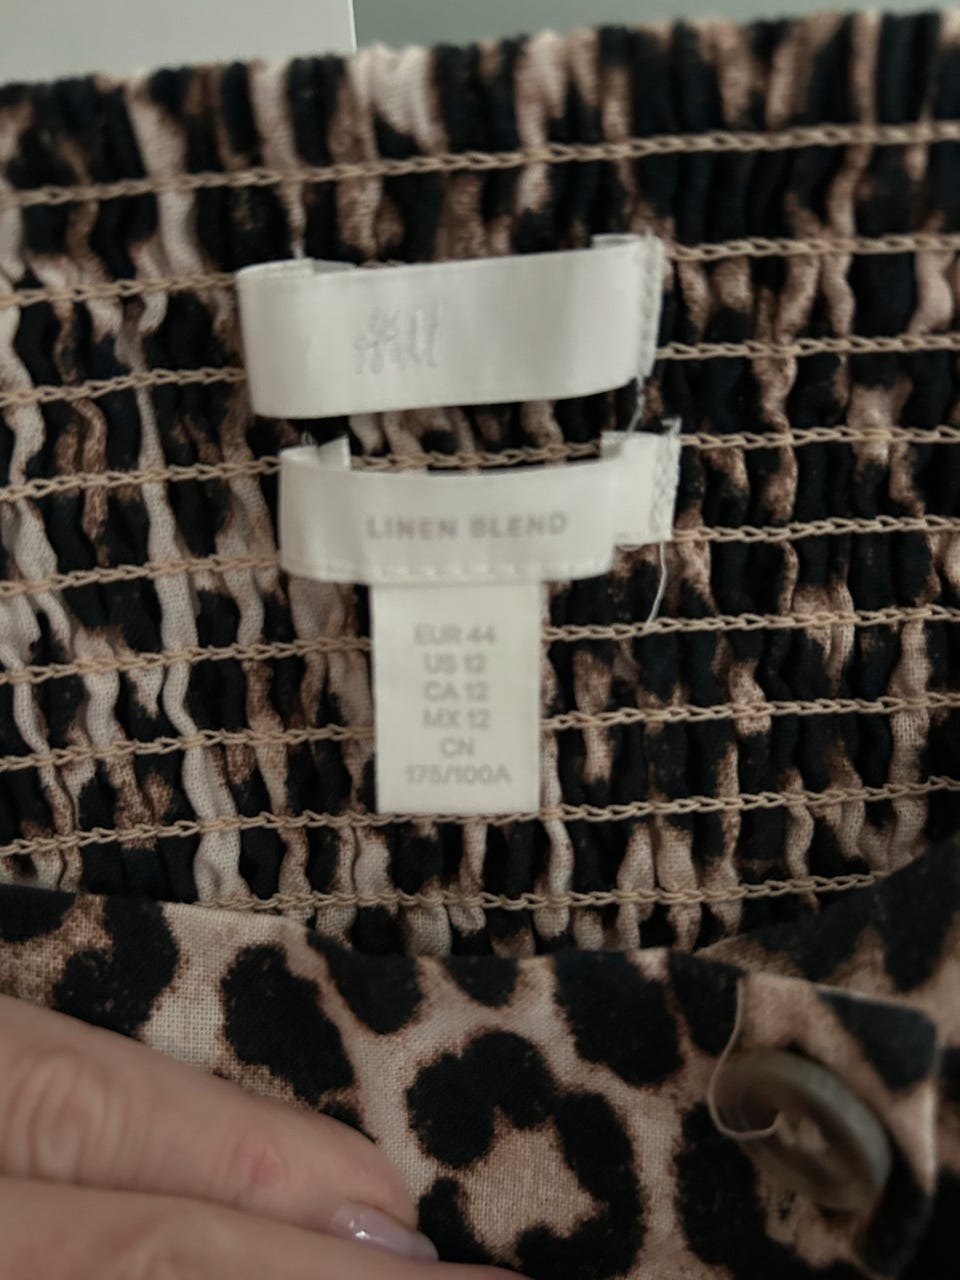 LINEN BLEND
EUR 44
US 12
CA 12
MX 12
CN
175/100A